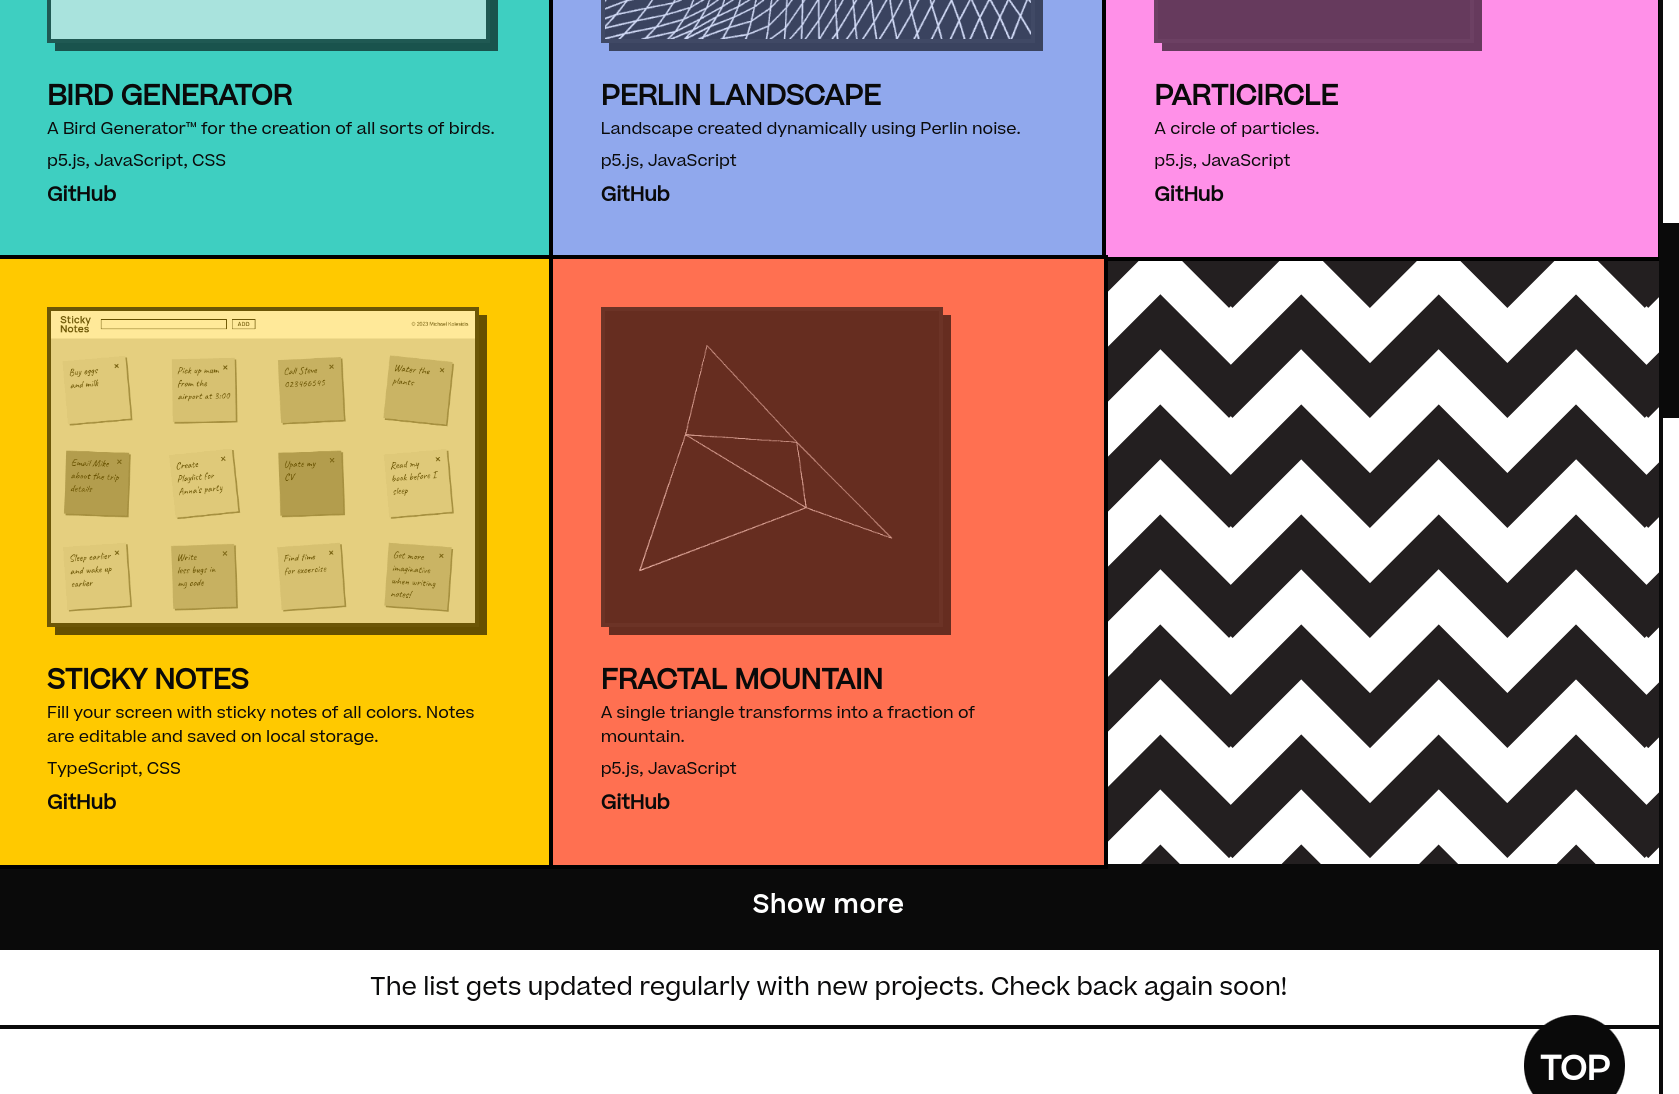 BIRD GENERATOR
A Bird Generator™ for the creation of all sorts of birds.
p5.js, JavaScript, CSS
GitHub
PERLIN LANDSCAPE
Landscape created dynamically using Perlin noise.
p5.js, JavaScript
GitHub
PARTICIRCLE
A circle of particles.
p5.js, JavaScript
GitHub
Sticky
Notes
ADD
© 2023 Michael Kolesidis
Buy eggs
and milk
Pick up mom
from the
airport at 3:00
Call Steve
Water the
plants
Email Mike
about the trip
details
Create
Playlist for
Anna's party
Upate my
CV
Read my
book before I
sleep
Sleep earlier
and wake up
earlier
Write
less bugs in
my code
Find time
for excercise
Get more
imaginative
when writing
notes!
STICKY NOTES
Fill your screen with sticky notes of all colors. Notes
are editable and saved on local storage.
TypeScript, CSS
GitHub
FRACTAL MOUNTAIN
A single triangle transforms into a fraction of
mountain.
p5.js, JavaScript
GitHub
Show more
The list gets updated regularly with new projects. Check back again soon!
TOP